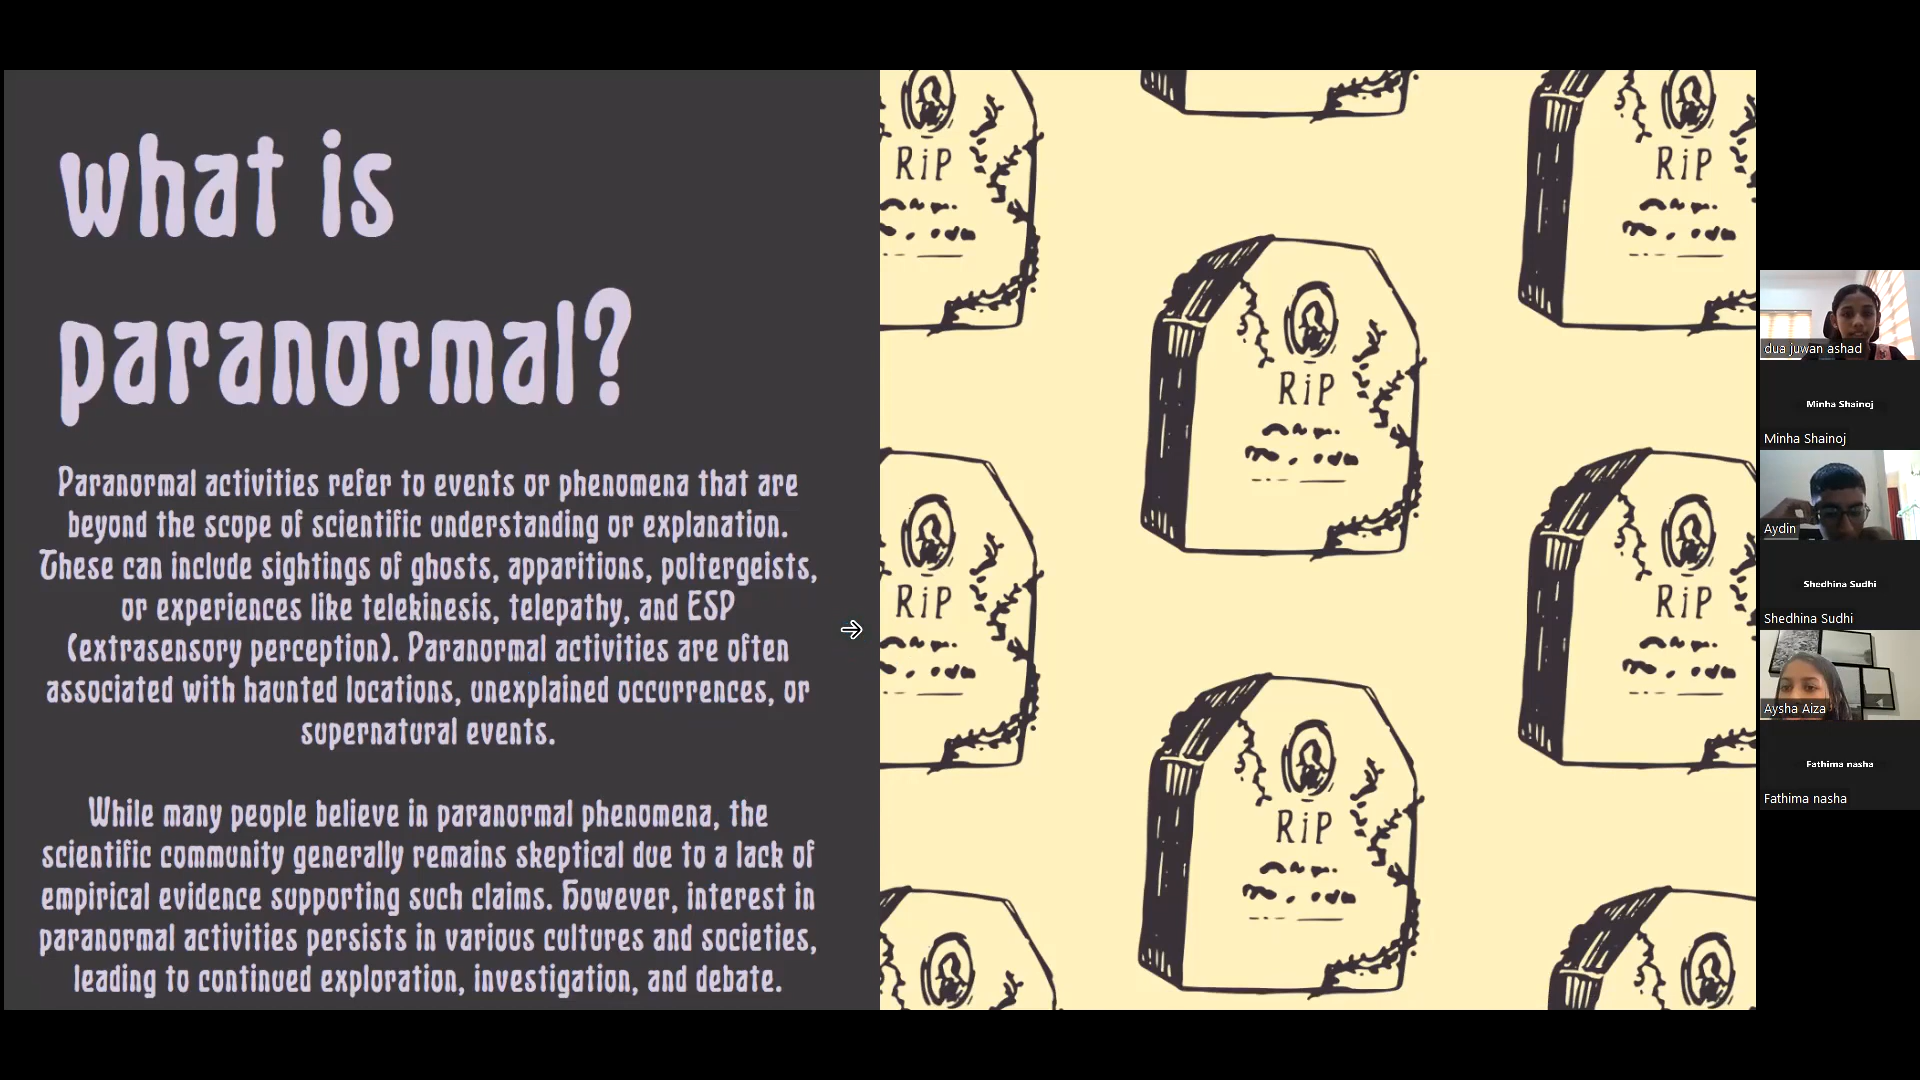 what is
paranormal?
Paranormal activities refer to events or phenomena that are
beyond the scope of scientific understanding or explanation.
These can include sightings of ghosts, apparitions, poltergeists,
or experiences like telekinesis, telepathy, and ESP
(extrasensory perception). Paranormal activities are often
associated with haunted locations, unexplained occurrences, or
supernatural events.
While many people believe in paranormal phenomena, the
scientific community generally remains skeptical due to a lack of
empirical evidence supporting such claims. However, interest in
paranormal activities persists in various cultures and societies,
leading to continued exploration, investigation, and debate.
RiP
RiP
RiP
RiP
RiP
RiP
dua juwan ashad
Minha Shainoj
Minha Shainoj
Aydin
Shedhina Sudhi
Shedhina Sudhi
Aysha Aiza
Fathima nasha
Fathima nasha